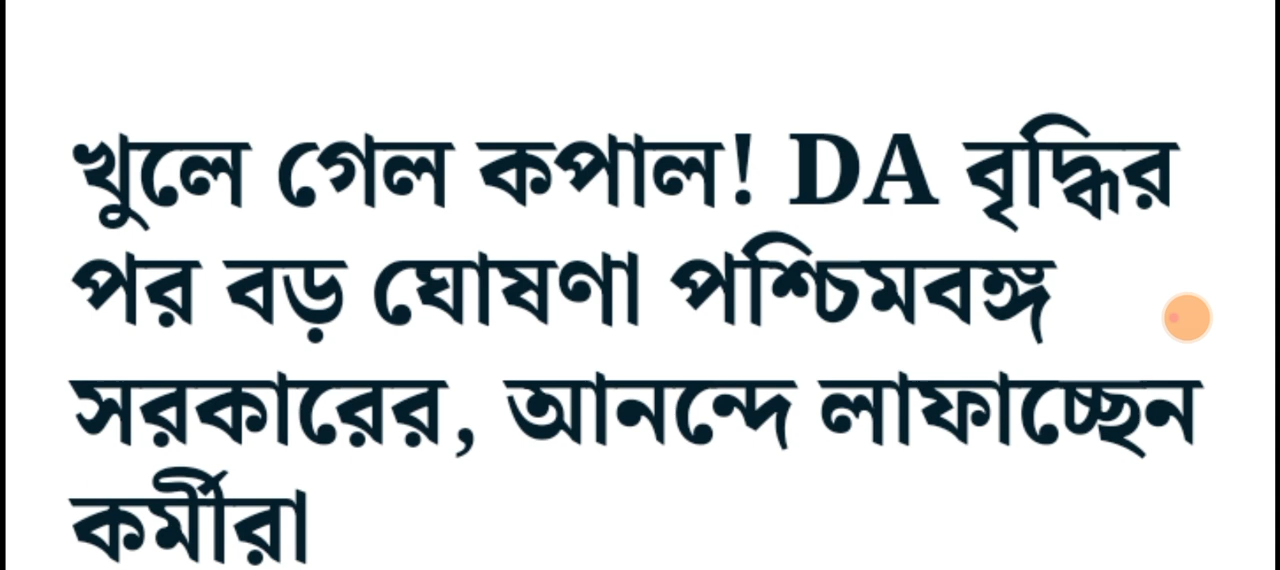 খুলে গেল কপাল! DA বৃদ্ধির
পর বড় ঘোষণা পশ্চিমবঙ্গ
সরকারের, আনন্দে লাফাচ্ছেন
কর্মীরা